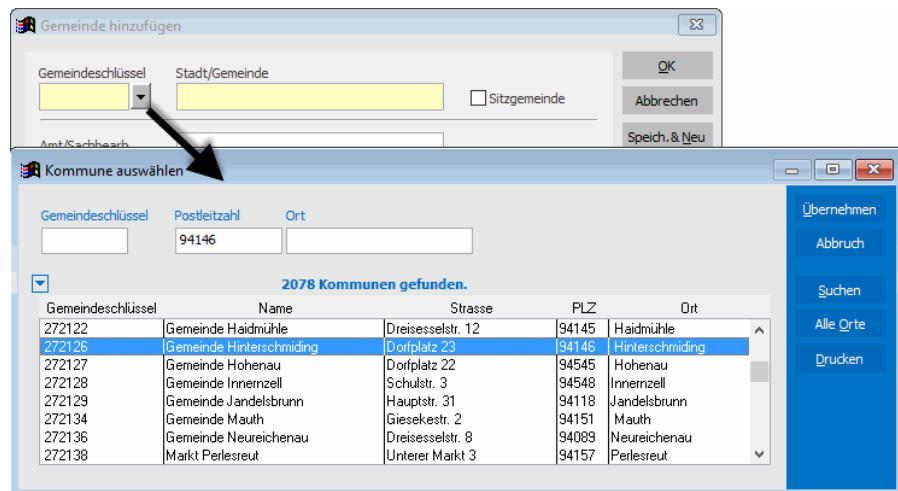 Gemeinde hinzufügen
Gemeindeschlüssel Stadt/Gemeinde OK
Sitzgemeinde Abbrechen
Amt/Sachbearb. Speich.& Neu
Kommune auswählen
Gemeindeschlüssel Postleitzahl Ort Übernehmen
94146 Abbruch
2078 Kommunen gefunden. Suchen
Gemeindeschlüssel Name Strasse PLZ Ort Alle Orte
272122 Gemeinde Haidmühle Dreisesselstr. 12 94145 Haidmühle
272126 Gemeinde Hinterschmiding Dorfplatz 23 94146 Hinterschmiding Drucken
272127 Gemeinde Hohenau Dorfplatz 22 94545 Hohenau
272128 Gemeinde Innernzell Schulstr. 3 94548 Innernzell
272129 Gemeinde Jandelsbrunn Hauptstr. 31 94118 Jandelsbrunn
272134 Gemeinde Mauth Giesekestr. 2 94151 Mauth
272136 Gemeinde Neureichenau Dreisesselstr. 8 94089 Neureichenau
272138 Markt Perlesreut Unterer Markt 3 94157 Perlesreut